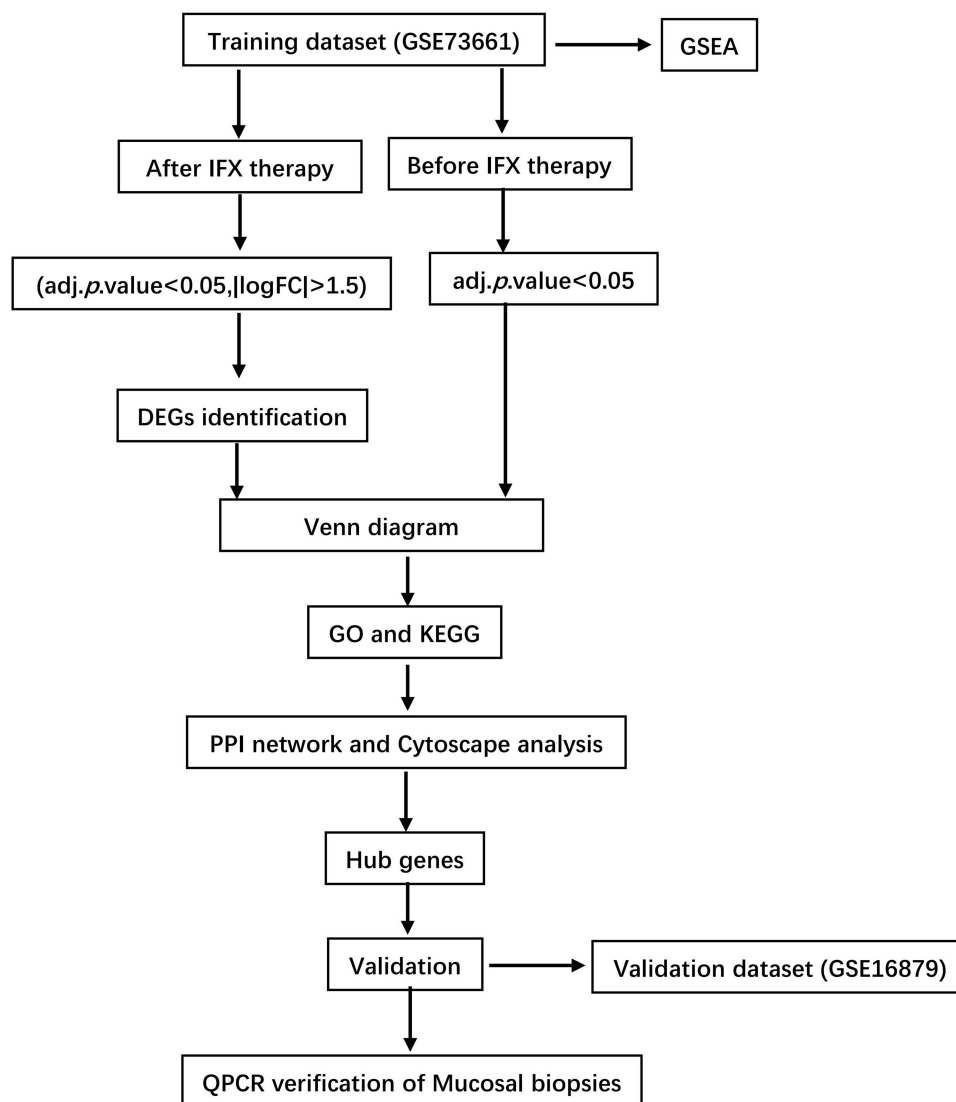 Training dataset (GSE73661)
GSEA
After IFX therapy
Before IFX therapy
(adj.p.value<0.05,|logFC|>1.5)
adj.p.value<0.05
DEGs identification
Venn diagram
GO and KEGG
PPI network and Cytoscape analysis
Hub genes
Validation
Validation dataset (GSE16879)
QPCR verification of Mucosal biopsies